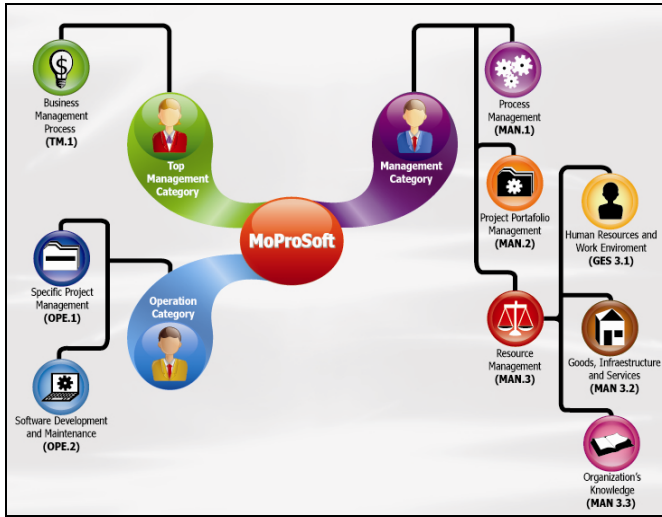 Business
Management
Process
(TM.1)
Top
Management
Category
Management
Category
Process
Management
(MAN.1)
MoProSoft
Project Portafolio
Management
(MAN.2)
Human Resources and
Work Enviroment
(GES 3.1)
Specific Project
Management
(OPE.1)
Operation
Category
Resource
Management
(MAN.3)
Goods, Infraestructure
and Services
(MAN 3.2)
Software Development
and Maintenance
(OPE.2)
Organization's
Knowledge
(MAN 3.3)